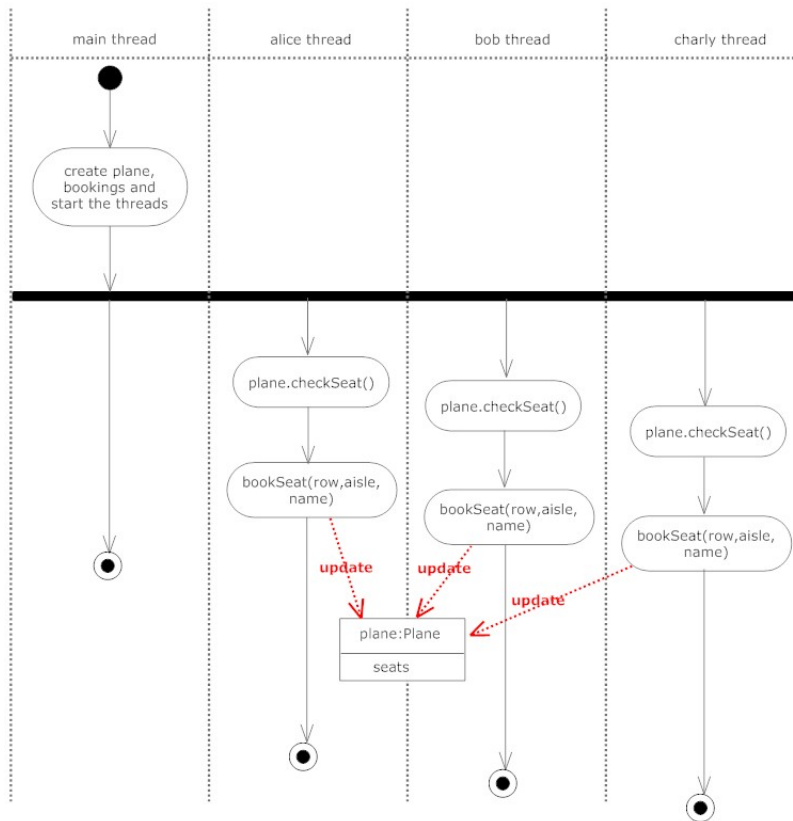 main thread
alice thread
bob thread
charly thread
create plane,
bookings and
start the threads
plane.checkSeat()
plane.checkSeat()
plane.checkSeat()
bookSeat(row,aisle,
name)
bookSeat(row,aisle,
name)
bookSeat(row,aisle,
name)
update
update
update
plane:Plane
seats